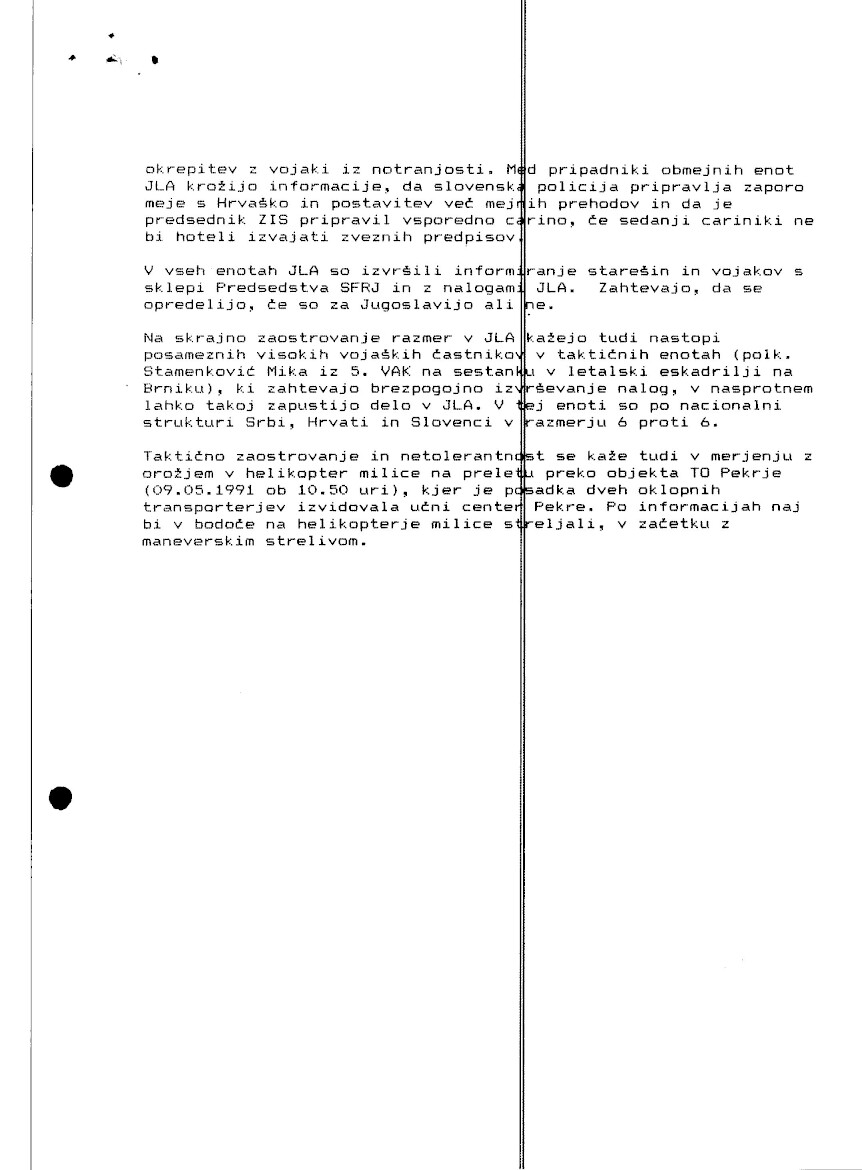 okrepitev z vojaki iz notranjosti. Med pripadniki obmejnih enot
JLA krožijo informacije, da slovenska policija pripravlja zaporo
meje s Hrvaško in postavitev več mejnih prehodov in da je
predsednik ZIS pripravil vsporedno carino, če sedanji cariniki ne
bi hoteli izvajati zveznih predpisov.

V vseh enotah JLA so izvršili informiranje starešin in vojakov s
sklepi Predsedstva SFRJ in z nalogami JLA.  Zahtevajo, da se
opredelijo, če so za Jugoslavijo ali ne.

Na skrajno zaostrovanje razmer v JLA kažejo tudi nastopi
posameznih visokih vojaških častnikov v taktičnih enotah (polk.
Stamenković Mika iz 5. VAK na sestanku v letalski eskadrilji na
Brniku), ki zahtevajo brezpogojno izvrševanje nalog, v nasprotnem
lahko takoj zapustijo delo v JLA. V tej enoti so po nacionalni
strukturi Srbi, Hrvati in Slovenci v razmerju 6 proti 6.

Taktično zaostrovanje in netolerantnost se kaže tudi v merjenju z
orožjem v helikopter milice na preletu preko objekta TO Pekrje
(09.05.1991 ob 10.50 uri), kjer je posadka dveh oklopnih
transporterjev izvidovala učni center Pekre. Po informacijah naj
bi v bodoče na helikopterje milice streljali, v začetku z
maneverskim strelivom.